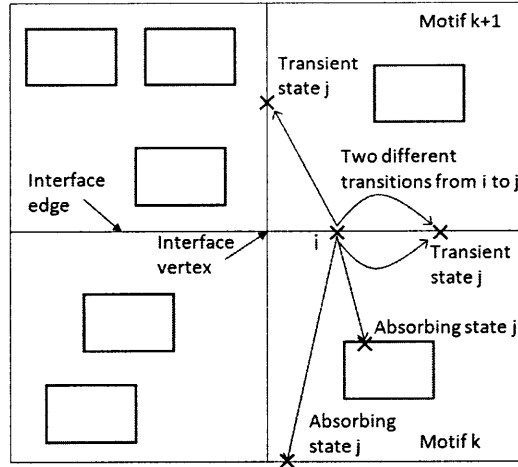 Motif k+1
Transient
state j
Two different
transitions from i to j
Interface
edge
Interface
vertex
i
Transient
state j
Absorbing state j
Absorbing
state j
Motif k